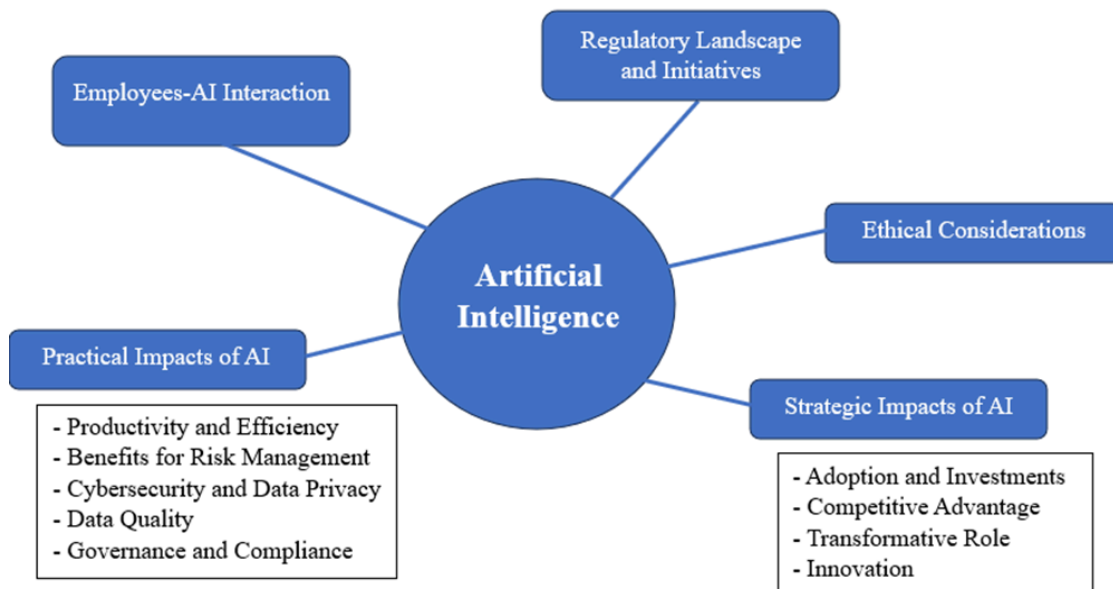 Regulatory Landscape
and Initiatives
Employees-AI Interaction
Ethical Considerations
Artificial
Intelligence
Practical Impacts of AI
- Productivity and Efficiency
- Benefits for Risk Management
- Cybersecurity and Data Privacy
- Data Quality
- Governance and Compliance
Strategic Impacts of AI
- Adoption and Investments
- Competitive Advantage
- Transformative Role
- Innovation